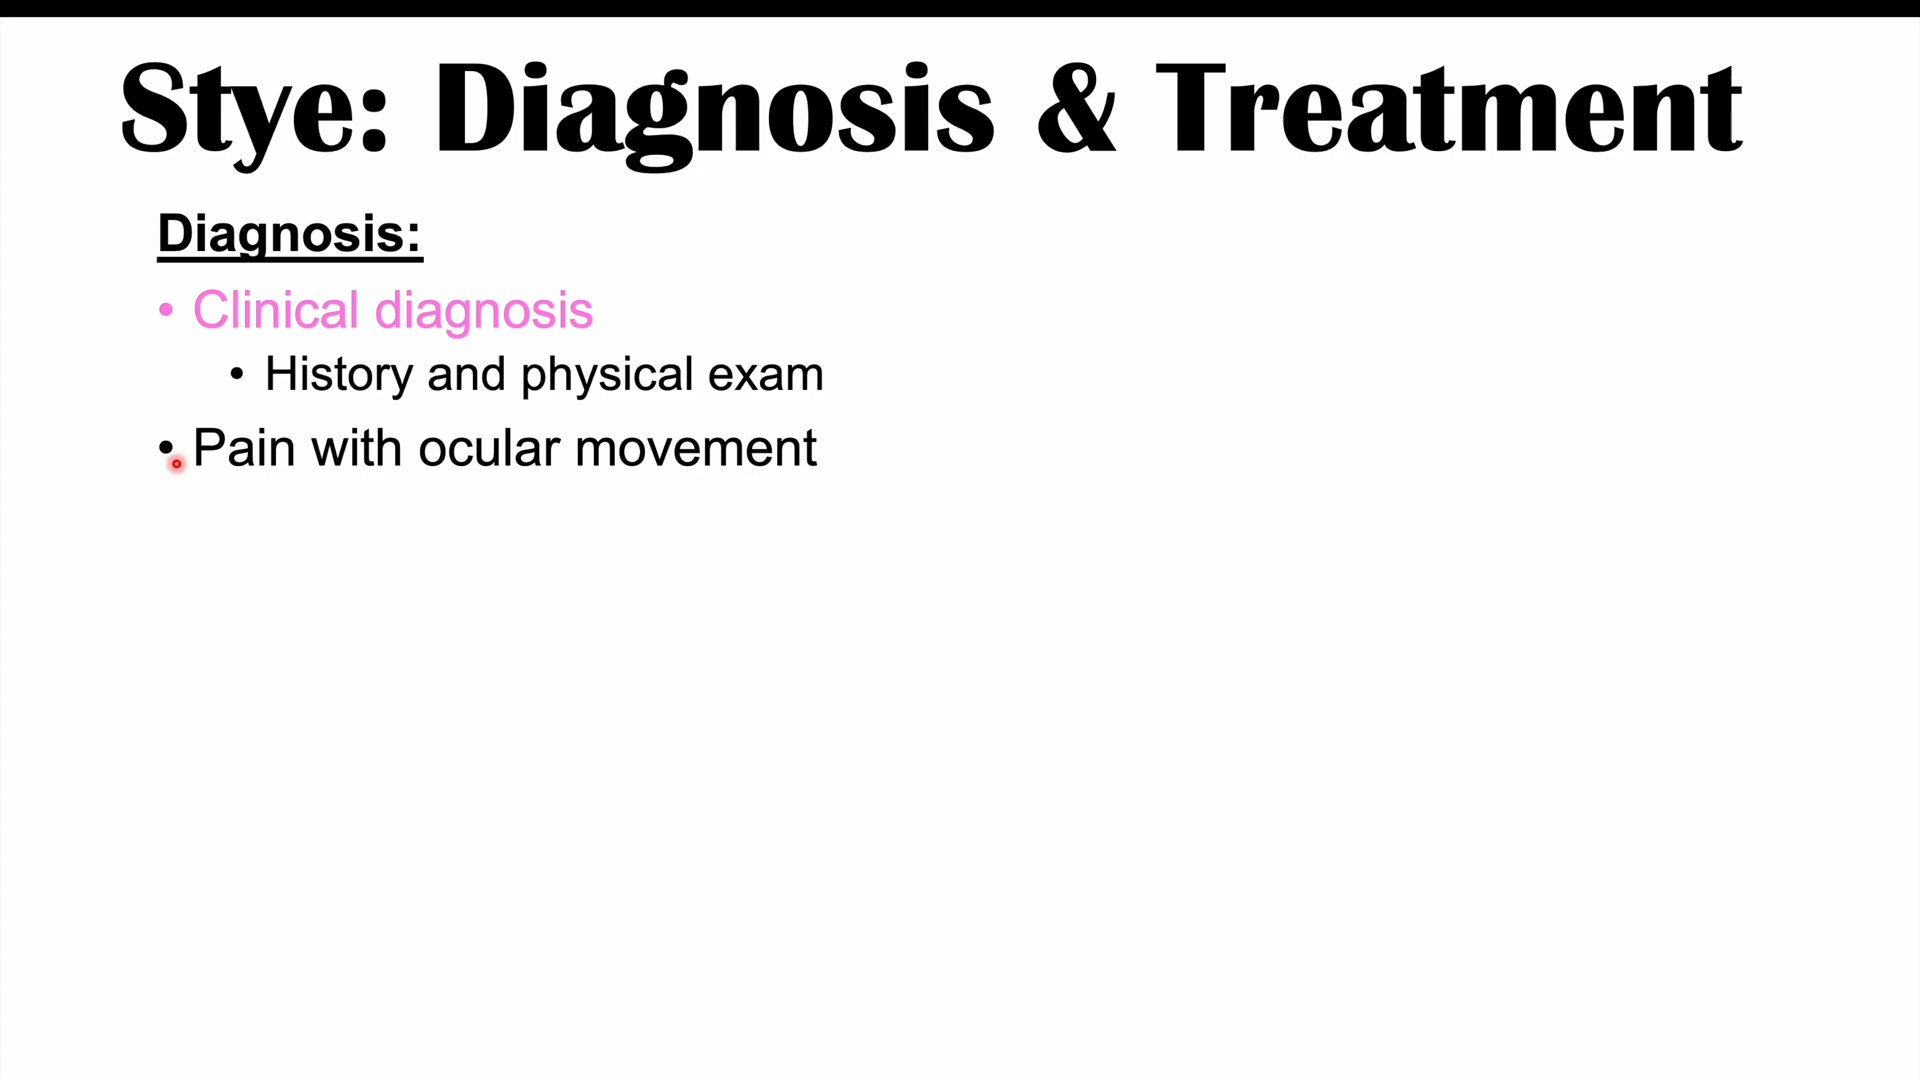 Stye: Diagnosis & Treatment
Diagnosis:
• Clinical diagnosis
• History and physical exam
• Pain with ocular movement